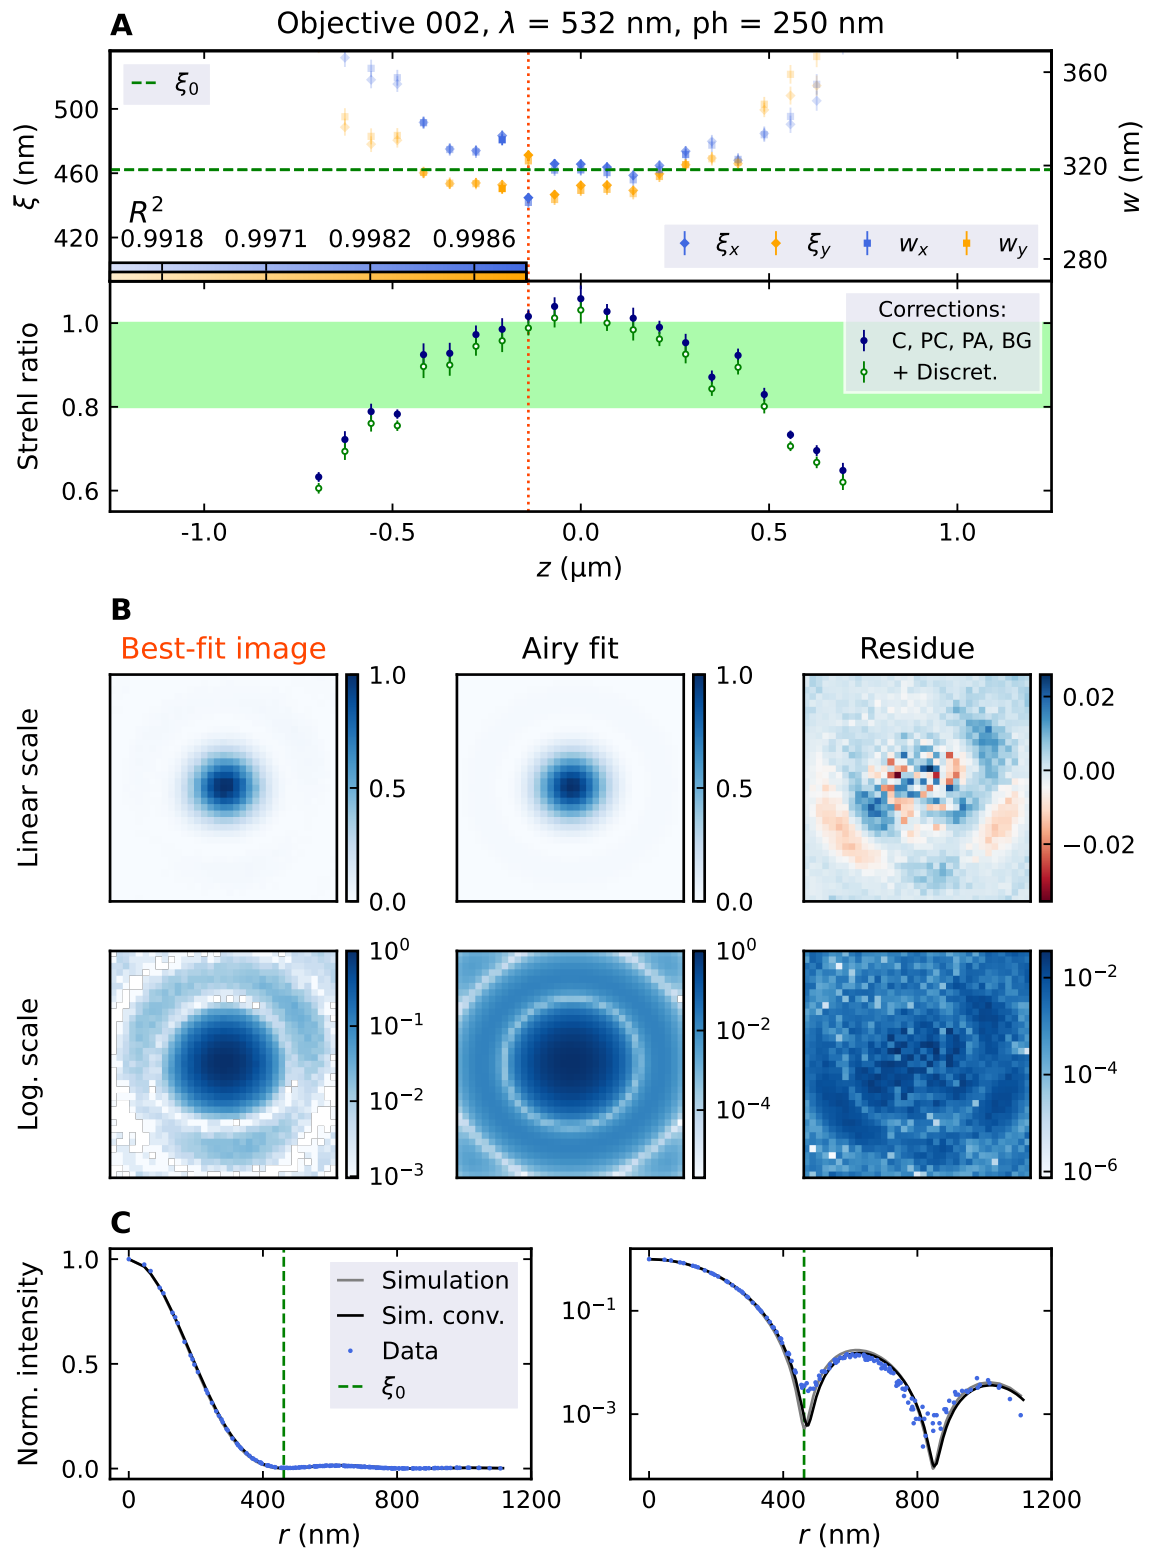 A
Objective 002, λ = 532 nm, ph = 250 nm
ξ₀
500
460
420
ξ (nm)
360
320
280
w (nm)
R²
0.9918 0.9971 0.9982 0.9986
ξₓ ξᵧ wₓ wᵧ
Strehl ratio
1.0
0.8
0.6
Corrections:
C, PC, PA, BG
+ Discret.
-1.0 -0.5 0.0 0.5 1.0
z (μm)
B
Best-fit image Airy fit Residue
Linear scale
1.0
0.5
0.0
1.0
0.5
0.0
0.02
0.00
−0.02
Log. scale
10⁰
10⁻¹
10⁻²
10⁻³
10⁰
10⁻²
10⁻⁴
10⁻²
10⁻⁴
10⁻⁶
C
Norm. intensity
1.0
0.5
0.0
Simulation
Sim. conv.
Data
ξ₀
0 400 800 1200
r (nm)
10⁻¹
10⁻³
0 400 800 1200
r (nm)